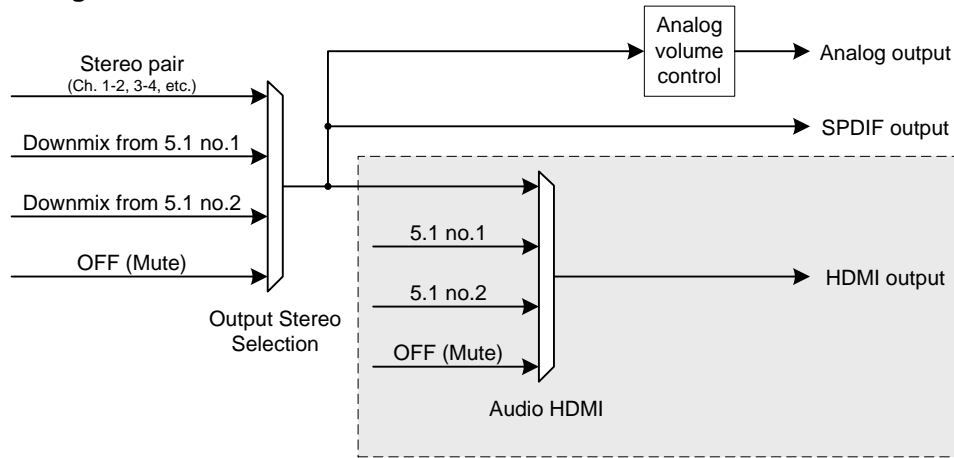 Stereo pair
(Ch. 1-2, 3-4, etc.)
Downmix from 5.1 no.1
Downmix from 5.1 no.2
OFF (Mute)
Output Stereo
Selection
Analog
volume
control
Analog output
SPDIF output
5.1 no.1
5.1 no.2
OFF (Mute)
Audio HDMI
HDMI output